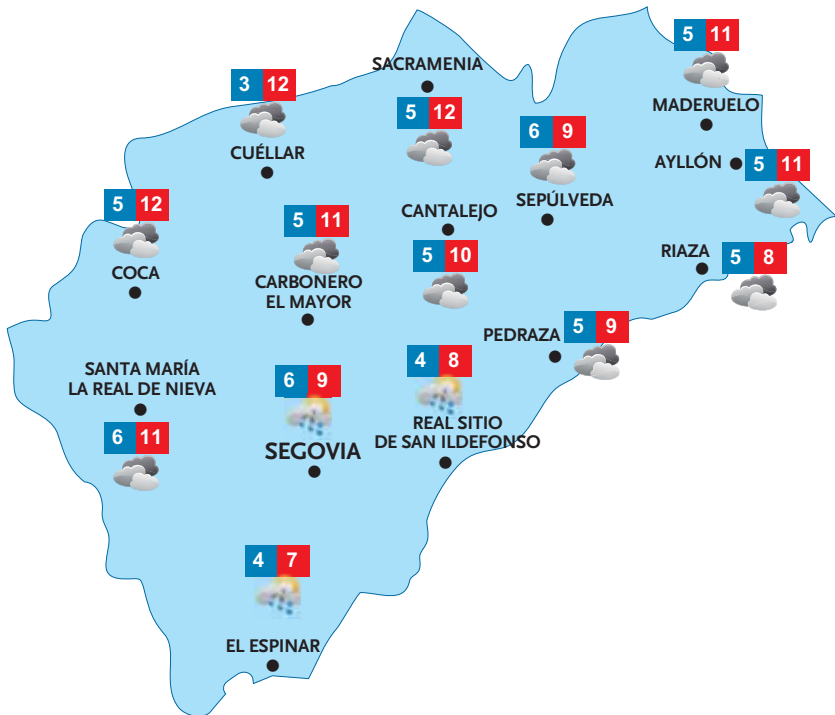 5 11
MADERUELO
SACRAMENIA
5 12
3 12
CUÉLLAR
6 9
SEPÚLVEDA
AYLLÓN
5 11
5 12
COCA
5 11
CARBONERO
EL MAYOR
CANTALEJO
5 10
RIAZA
5 8
PEDRAZA
5 9
SANTA MARÍA
LA REAL DE NIEVA
6 11
6 9
SEGOVIA
4 8
REAL SITIO
DE SAN ILDEFONSO
4 7
EL ESPINAR